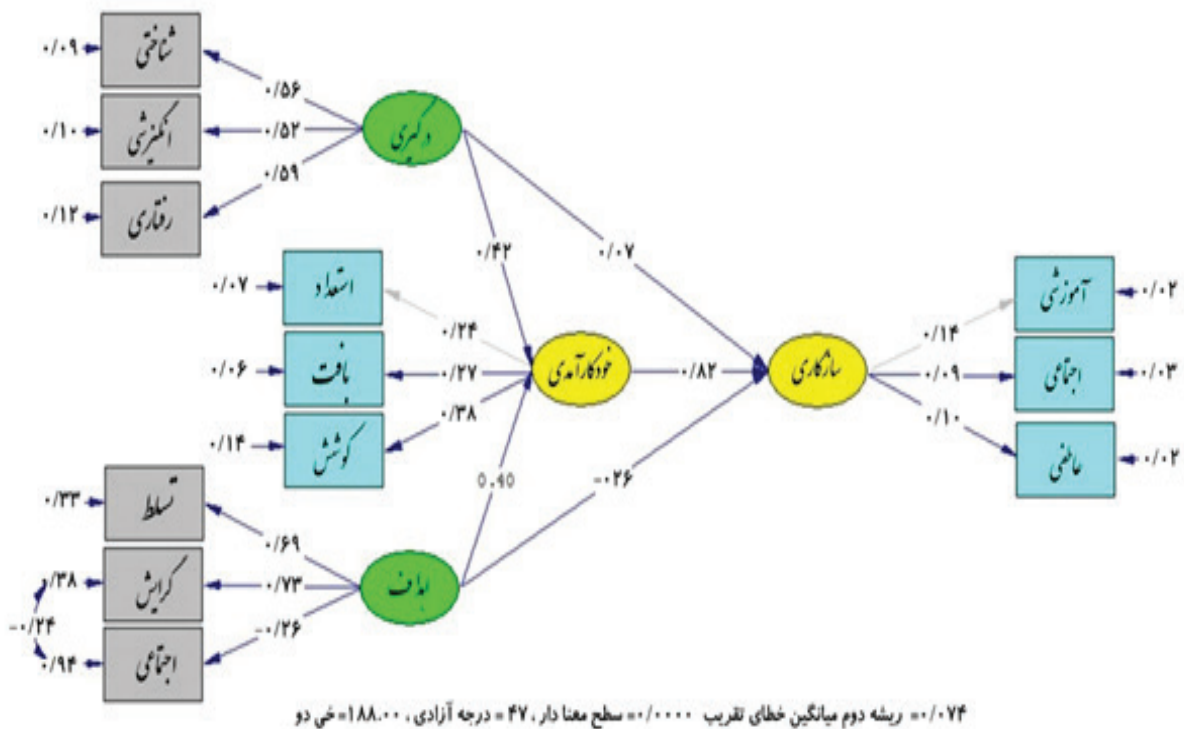 شناختی
۰/۰۹
۰/۵۶
انگیزشی
۰/۱۰
۰/۵۲
درگیری
رفتاری
۰/۱۲
۰/۵۹
۰/۴۲
۰/۰۷
استعداد
۰/۰۷
۰/۲۴
آموزشی
۰/۰۲
۰/۱۴
بافت
۰/۰۶
۰/۲۷
خودکارآمدی
۰/۸۲
سازگاری
۰/۰۹
اجتماعی
۰/۰۳
کوشش
۰/۱۴
۰/۳۸
۰/۱۰
عاطفی
۰/۰۲
0.40
-۰۲۶
تسلط
۰/۳۳
۰/۶۹
گرایش
۰/۳۸
۰/۷۳
اهداف
-۰/۲۴
اجتماعی
۰/۹۴
-۰/۲۶
خی دو =۱۸۸.۰۰ ، درجه آزادی = ۴۷ ، سطح معنا دار =۰/۰۰۰۰ ریشه دوم میانگین خطای تقریب =۰/۰۷۴